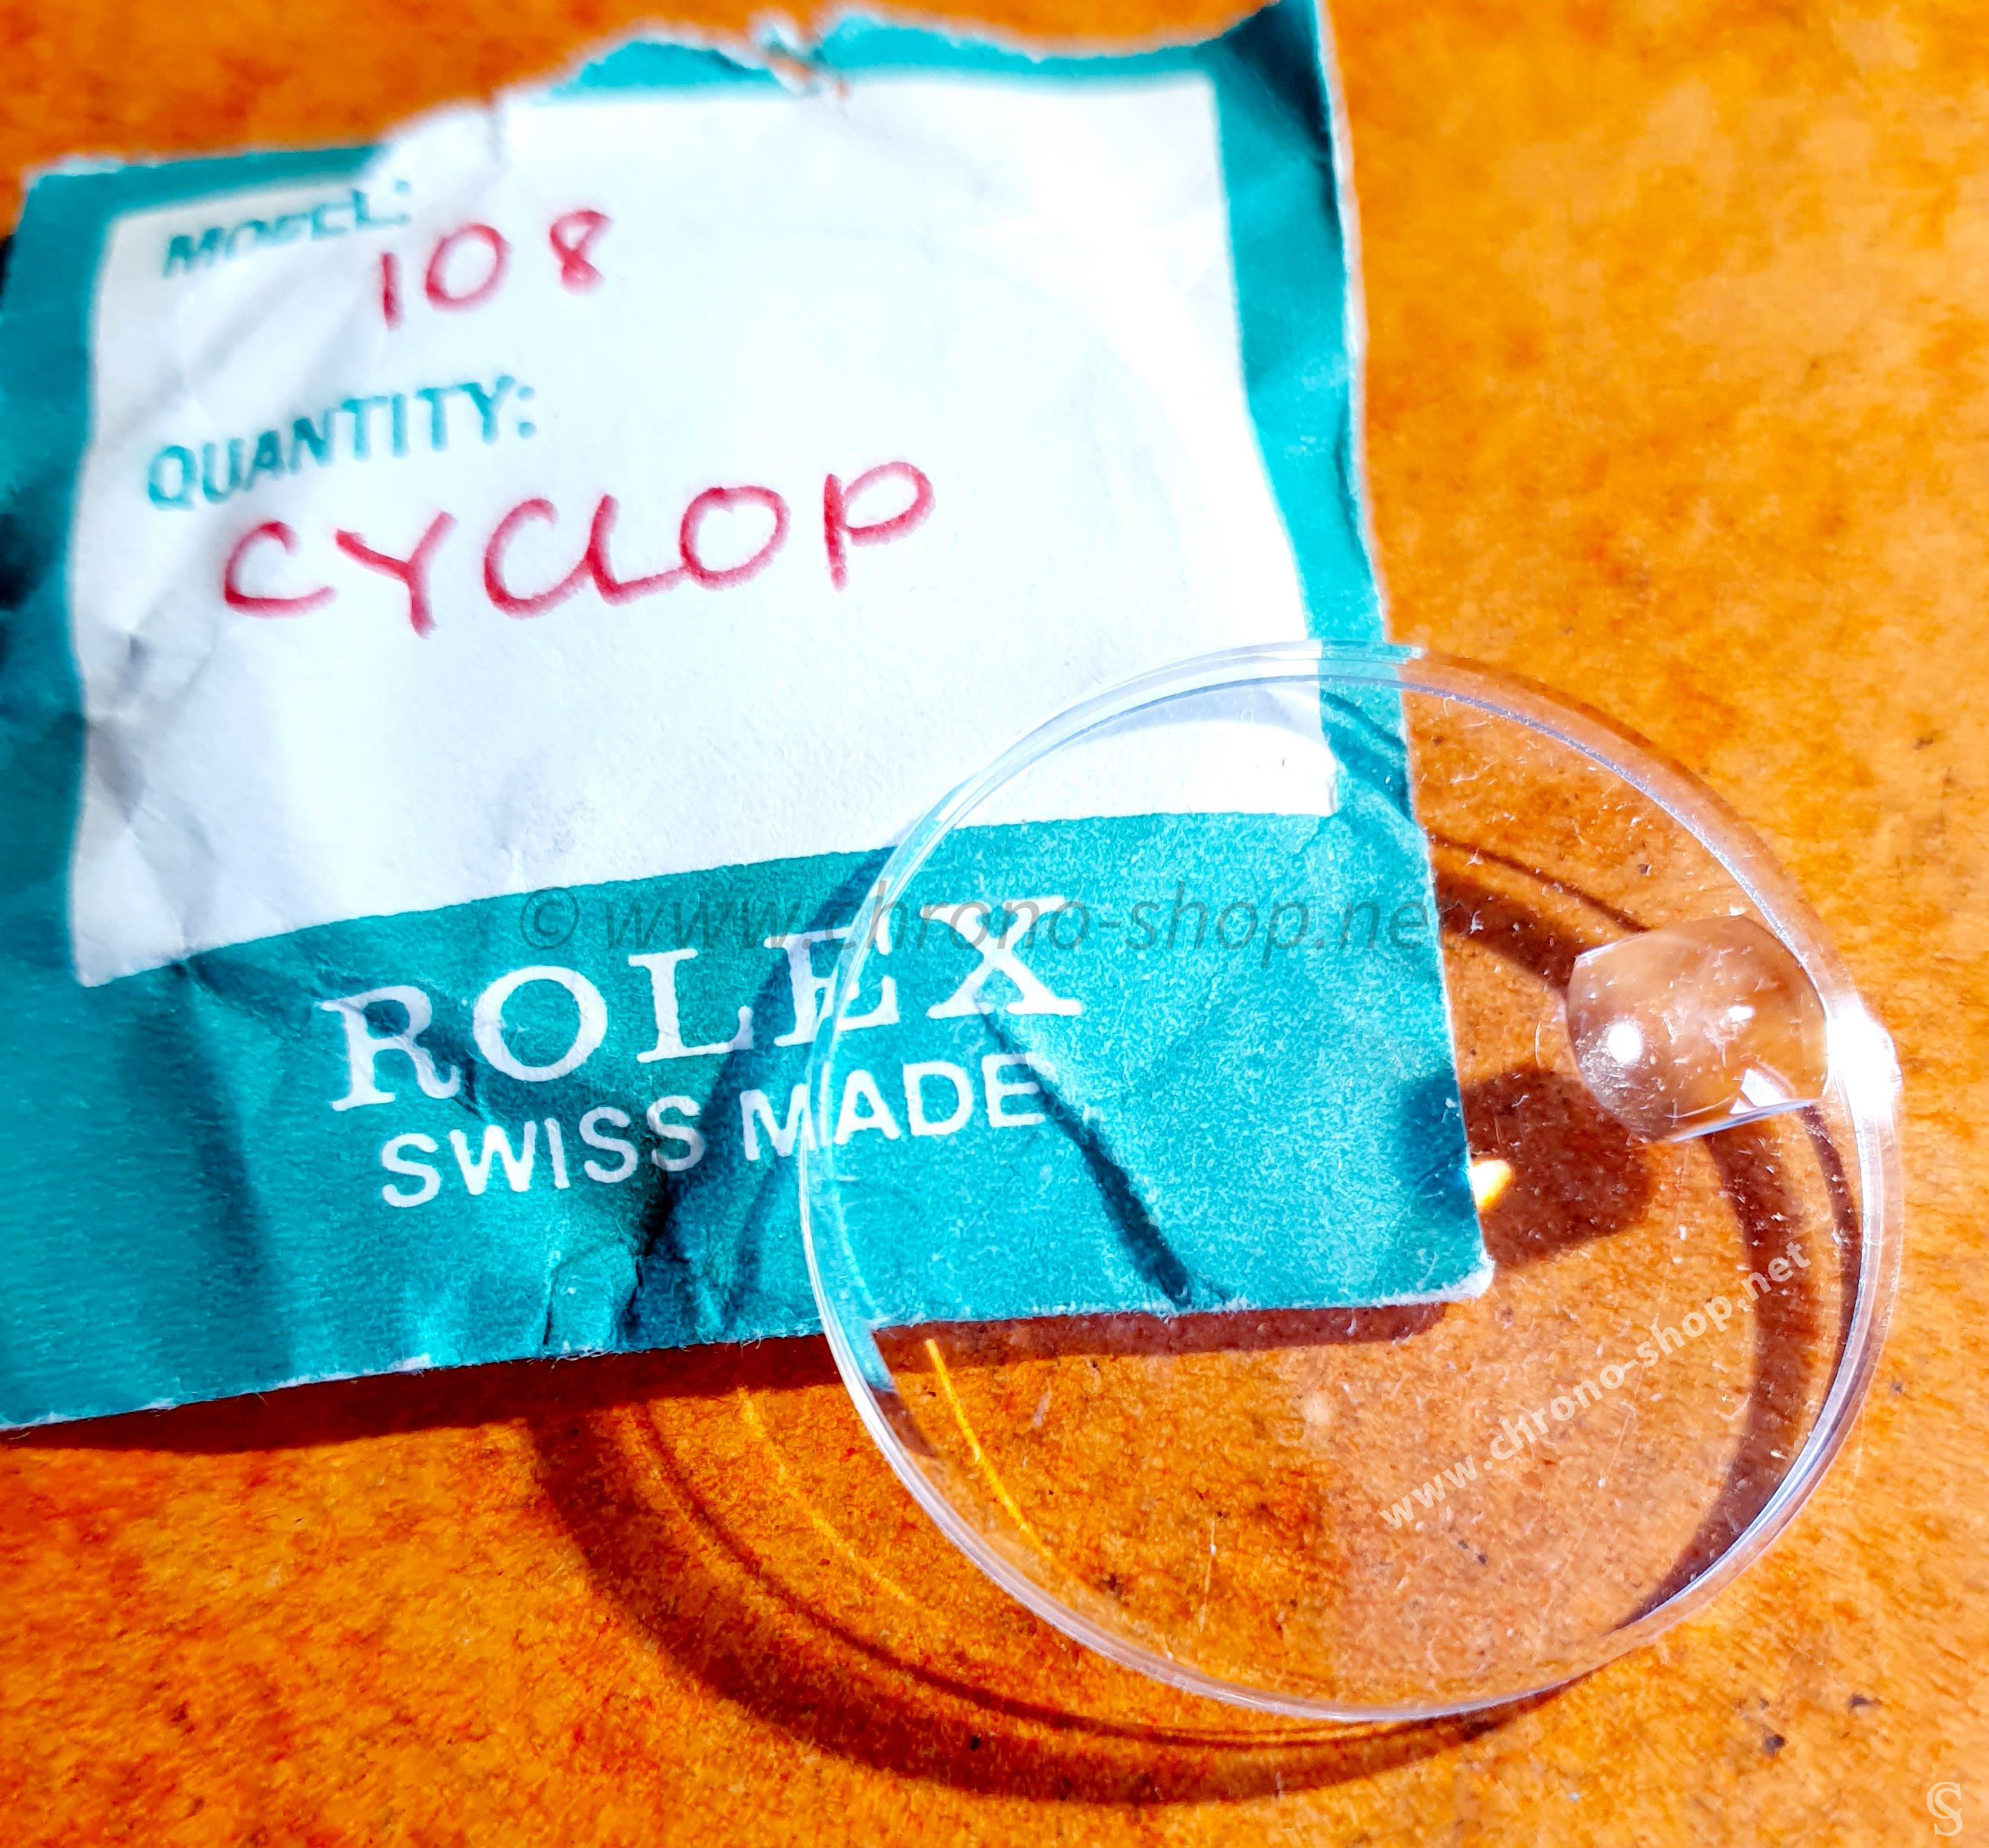 MODEL:
108
QUANTITY:
CYCLOP
© www.chrono-shop.net
ROLEX
SWISS MADE
www.chrono-shop.net